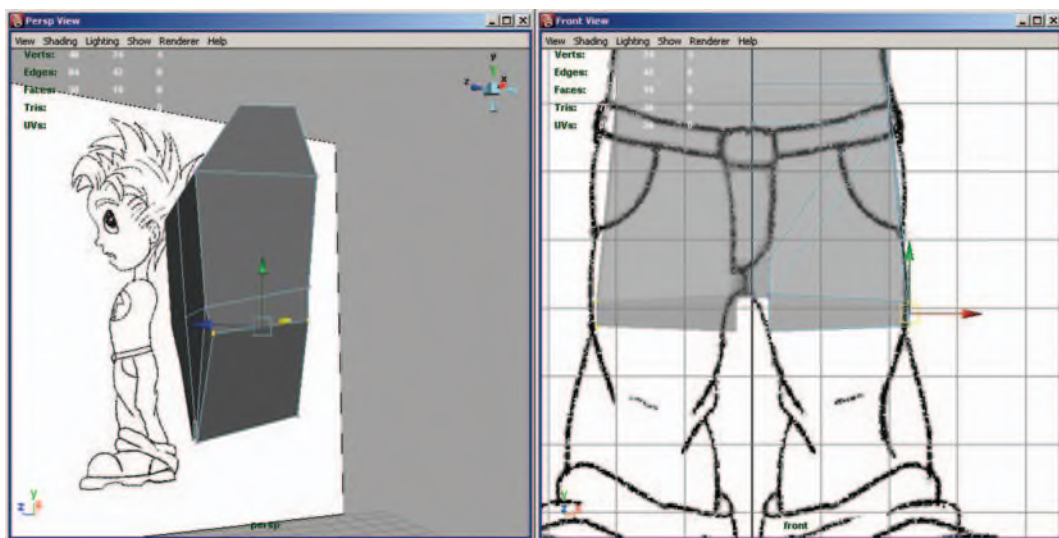 Persp View
View Shading Lighting Show Renderer Help
Verts:
Edges:
Faces:
Tris:
UVs:
y
z x
y
z
persp
Front View
View Shading Lighting Show Renderer Help
Verts:
Edges:
Faces:
Tris:
UVs:
y
z
front